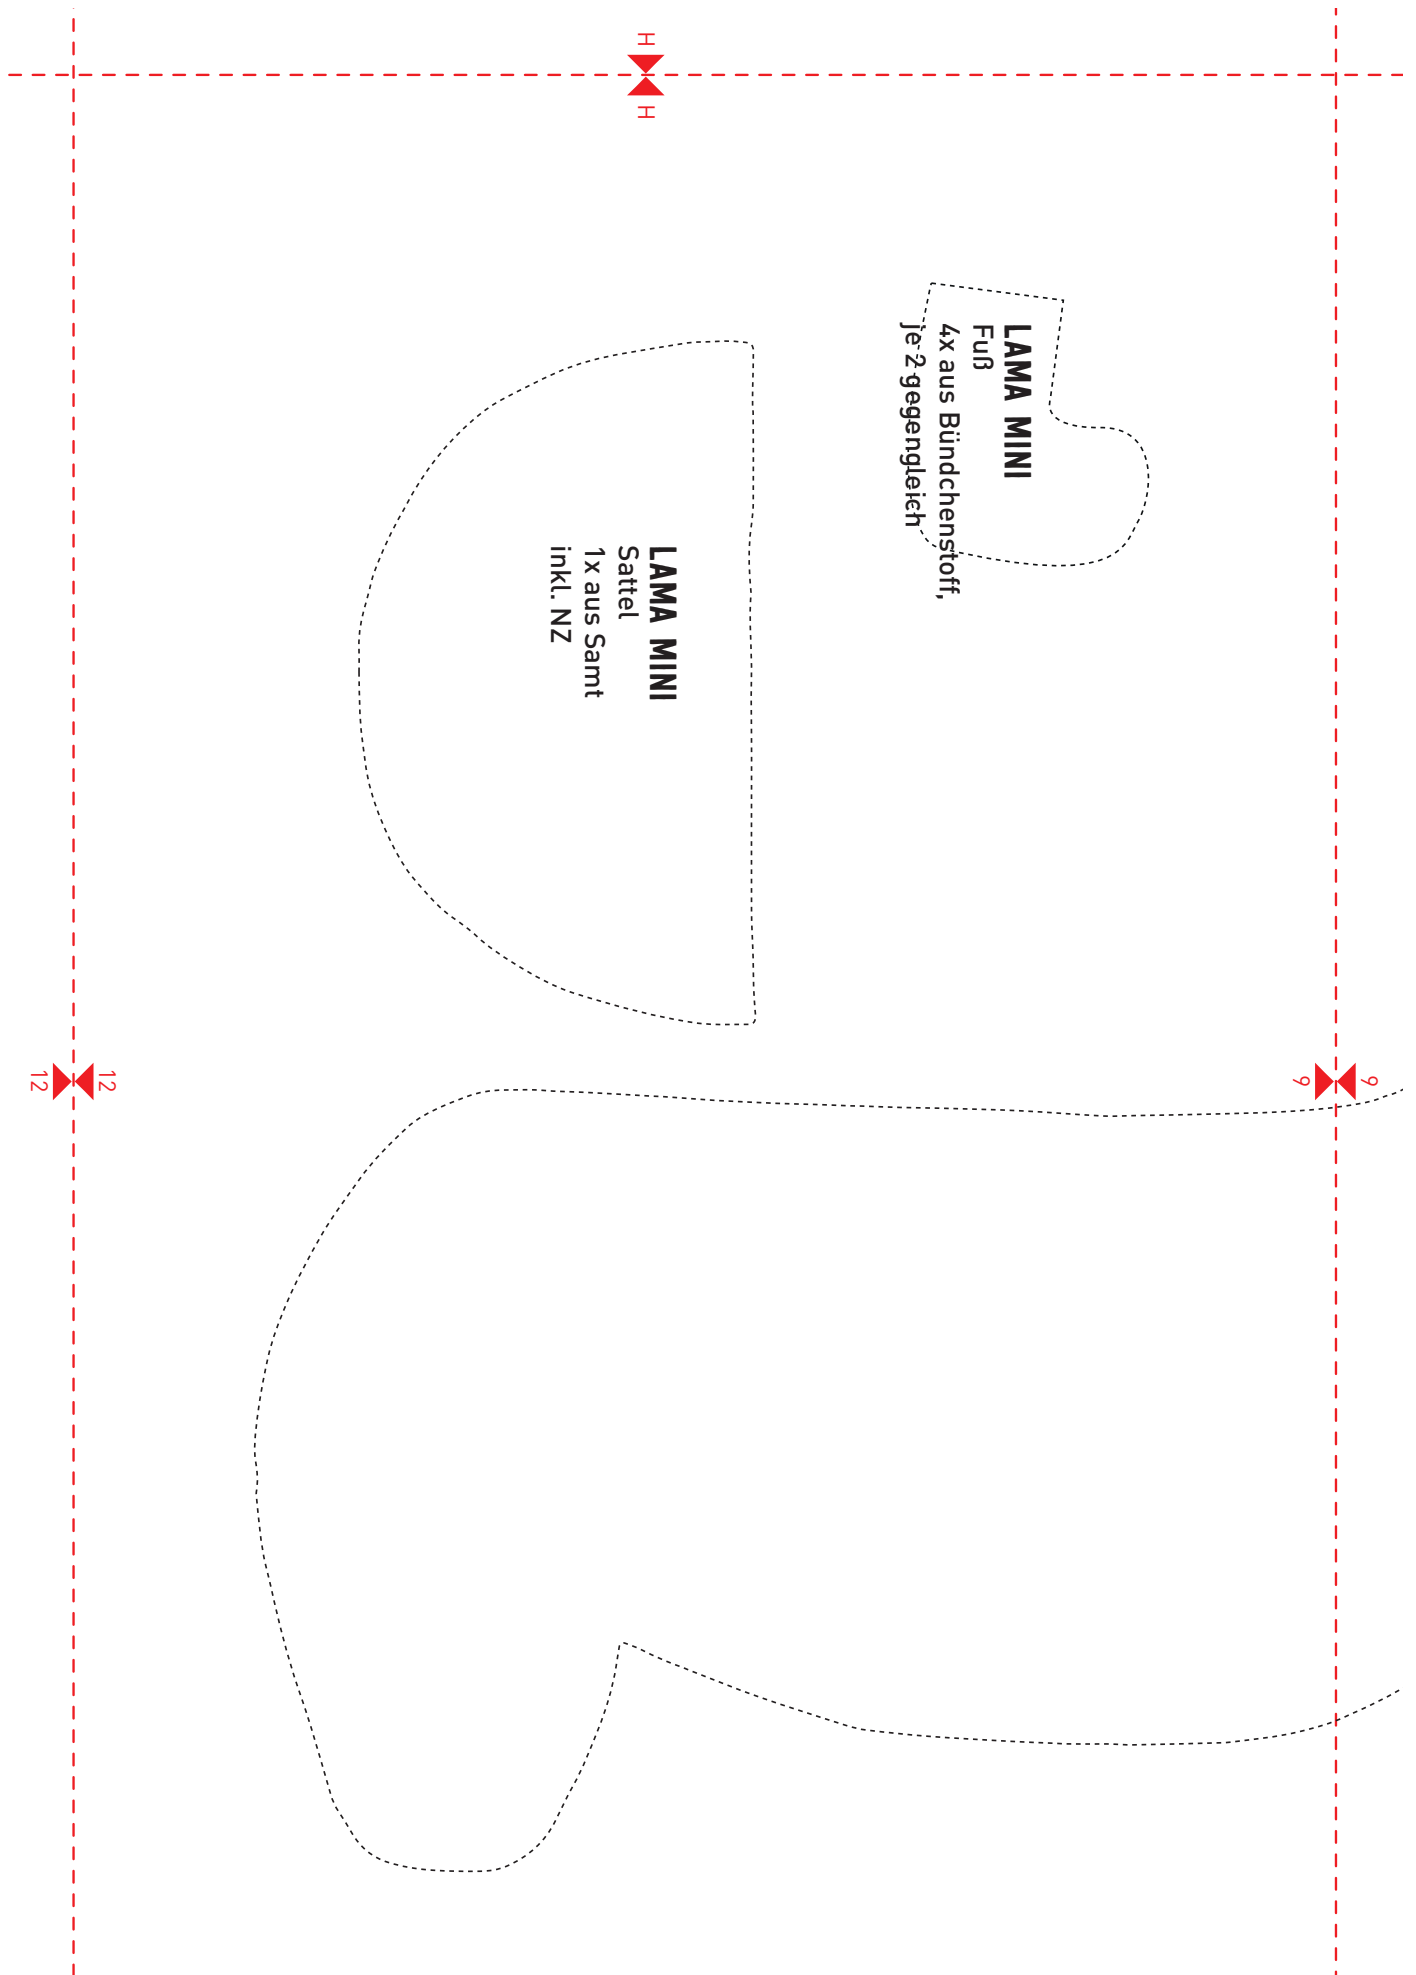 H
H
LAMA MINI
Fuß
4x aus Bündchenstoff,
je 2 gegengleich
LAMA MINI
Sattel
1x aus Samt
inkl. NZ
12
12
9
9